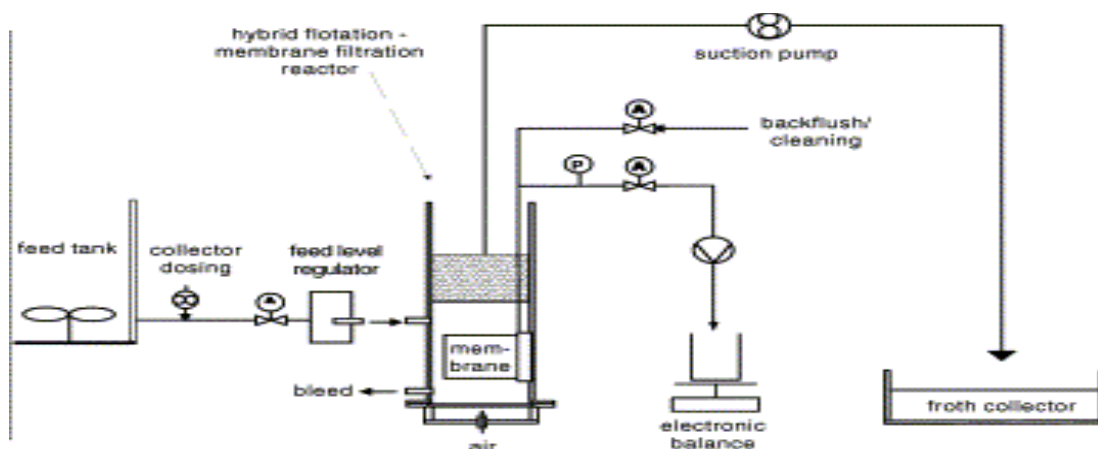 hybrid flotation -
membrane filtration
reactor
suction pump
A
backflush/
cleaning
P
A
feed tank
collector
dosing
feed level
regulator
A
mem-
brane
bleed
air
electronic
balance
froth collector